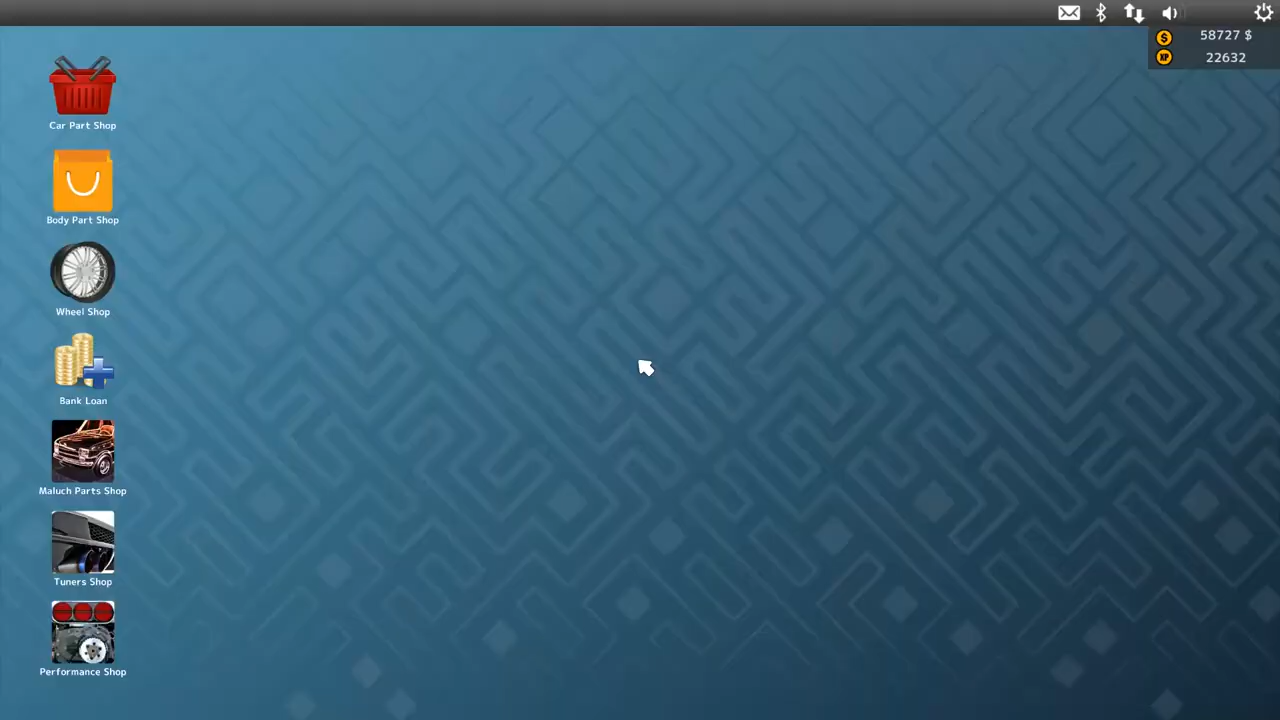 58727 $
XP 22632
Car Part Shop
Body Part Shop
Wheel Shop
Bank Loan
Maluch Parts Shop
Tuners Shop
Performance Shop